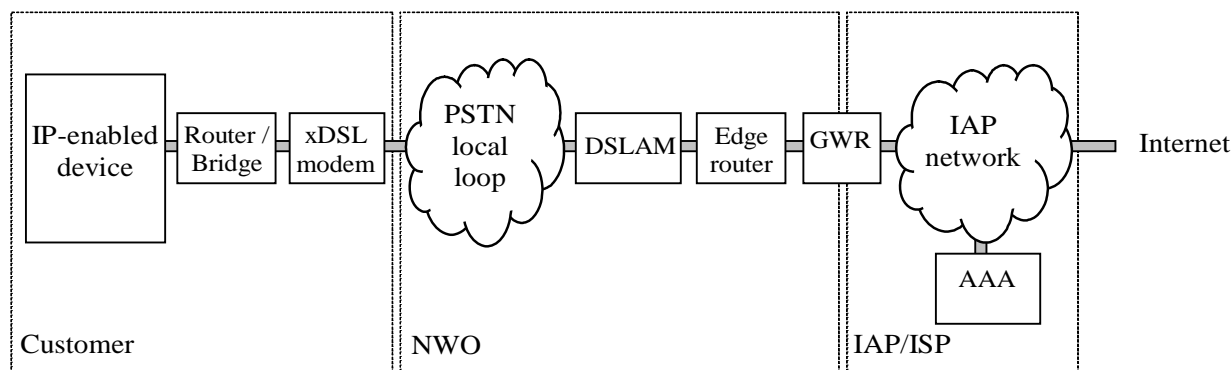 IP-enabled
device
Router /
Bridge
xDSL
modem
PSTN
local
loop
DSLAM
Edge
router
GWR
IAP
network
Internet
AAA
Customer
NWO
IAP/ISP